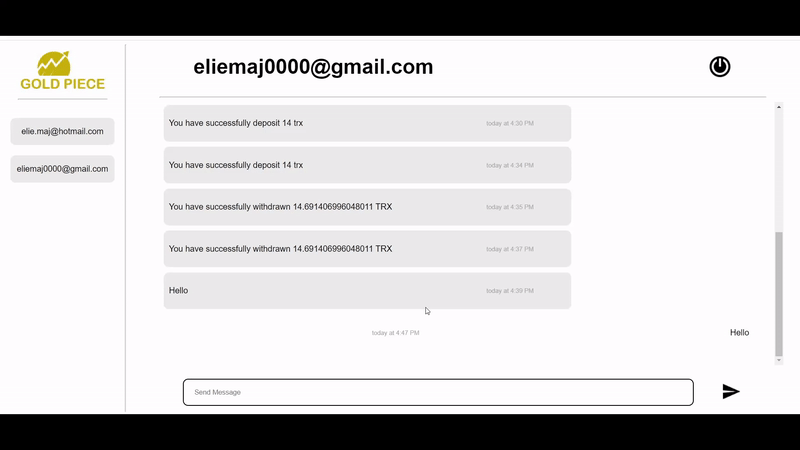 GOLD PIECE
elie.maj@hotmail.com
eliemaj0000@gmail.com
eliemaj0000@gmail.com
You have successfully deposit 14 trx today at 4:30 PM
You have successfully deposit 14 trx today at 4:34 PM
You have successfully withdrawn 14.691406996048011 TRX today at 4:35 PM
You have successfully withdrawn 14.691406996048011 TRX today at 4:37 PM
Hello today at 4:39 PM
today at 4:47 PM Hello
Send Message